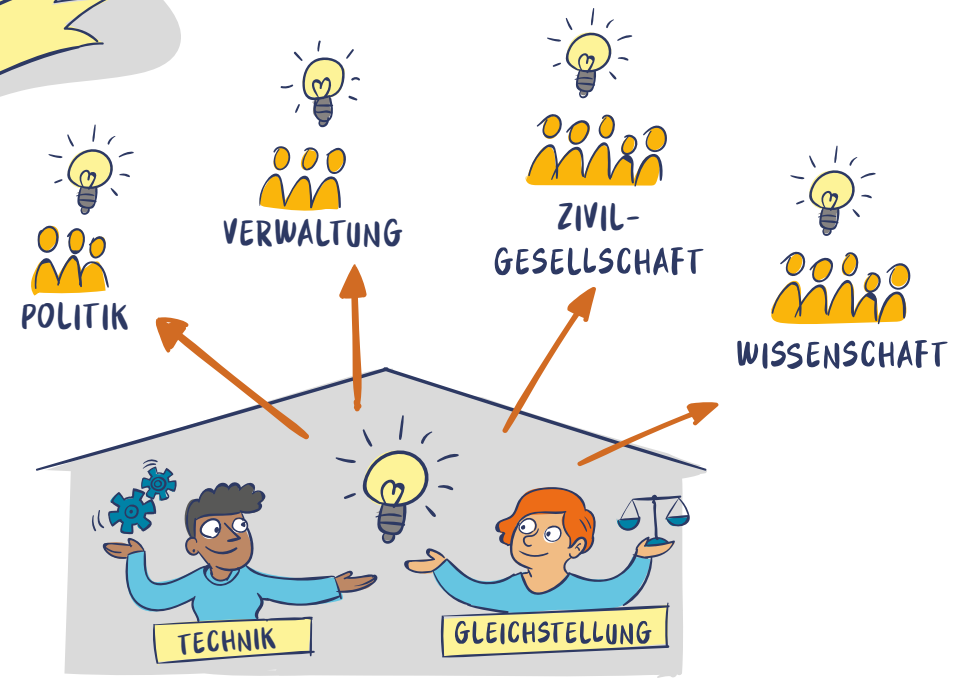 POLITIK
VERWALTUNG
ZIVIL-
GESELLSCHAFT
WISSENSCHAFT
TECHNIK
GLEICHSTELLUNG